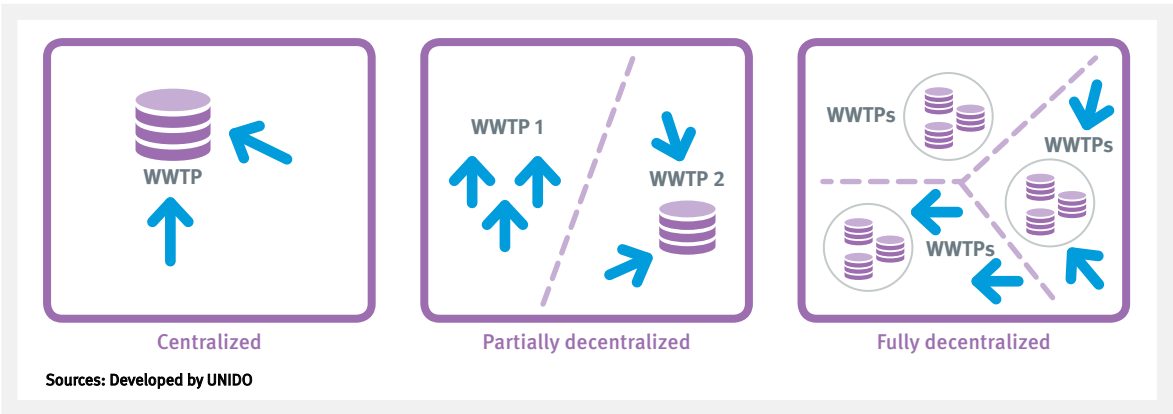 WWTP
Centralized
WWTP 1
WWTP 2
Partially decentralized
WWTPs
WWTPs
WWTPs
Fully decentralized
Sources: Developed by UNIDO